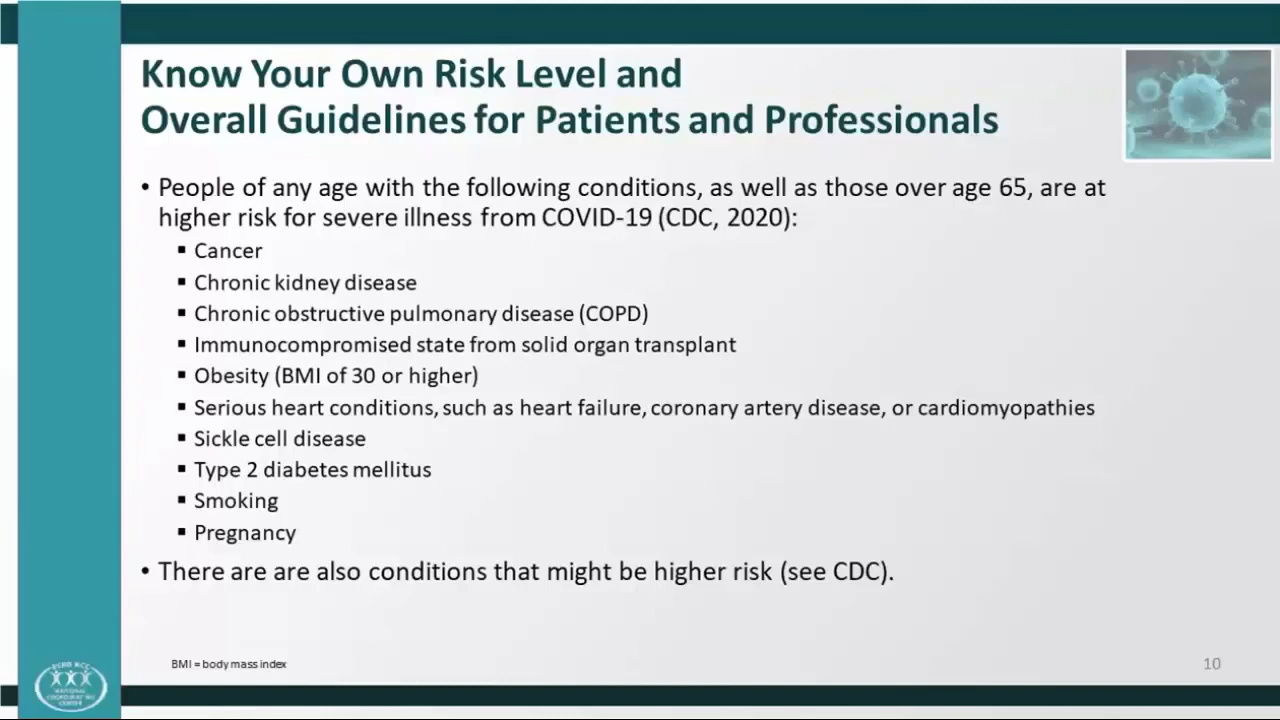 Know Your Own Risk Level and
Overall Guidelines for Patients and Professionals
• People of any age with the following conditions, as well as those over age 65, are at
higher risk for severe illness from COVID-19 (CDC, 2020):
▪ Cancer
▪ Chronic kidney disease
▪ Chronic obstructive pulmonary disease (COPD)
▪ Immunocompromised state from solid organ transplant
▪ Obesity (BMI of 30 or higher)
▪ Serious heart conditions, such as heart failure, coronary artery disease, or cardiomyopathies
▪ Sickle cell disease
▪ Type 2 diabetes mellitus
▪ Smoking
▪ Pregnancy
• There are are also conditions that might be higher risk (see CDC).
BMI = body mass index
10
NATIONAL
COORDINATING
CENTER